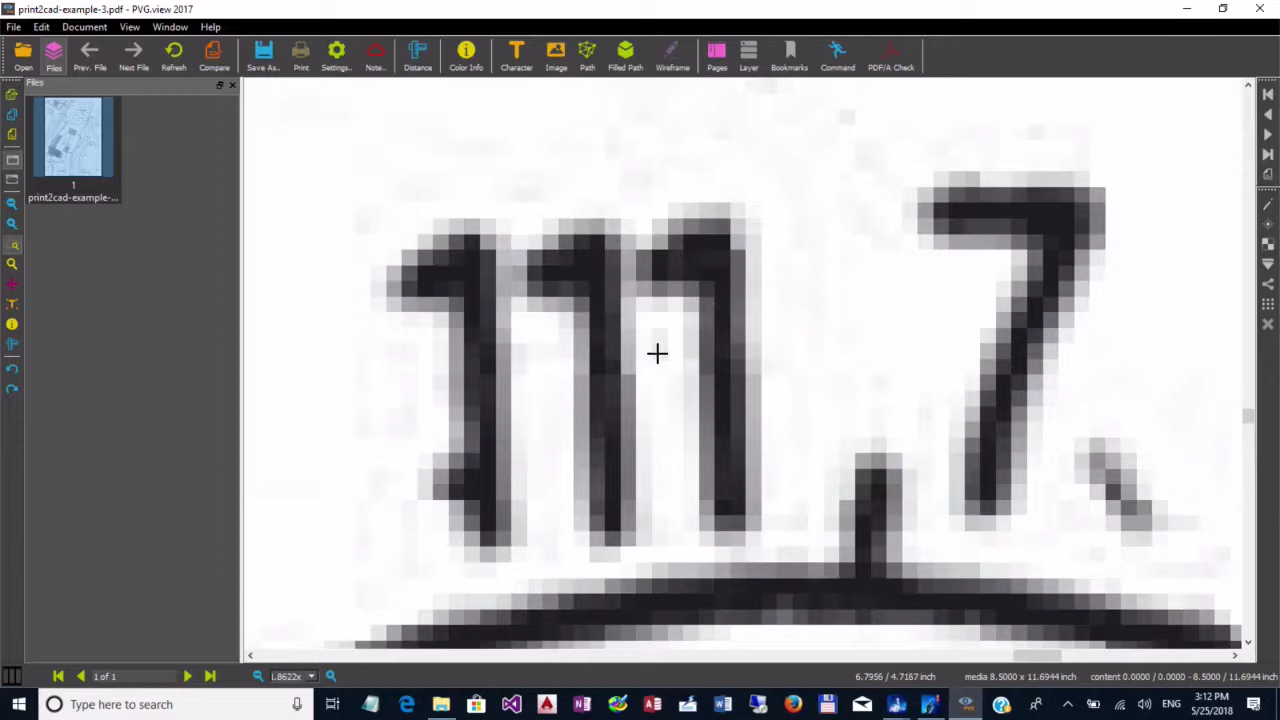 print2cad-example-3.pdf - PVG.view 2017
File Edit Document View Window Help
Open Files Prev. File Next File Refresh Compare Save As.. Print Settings.. Note.. Distance Color Info Character Image Path Filled Path Wireframe Pages Layer Bookmarks Command PDF/A Check
Files
1
print2cad-example-...
111,7
1 of 1
6.7956 / 4.7167 inch
media 8.5000 x 11.6944 inch
content 0.0000 / 0.0000 - 8.5000 / 11.6944 inch
Type here to search
ENG
3:12 PM
5/25/2018